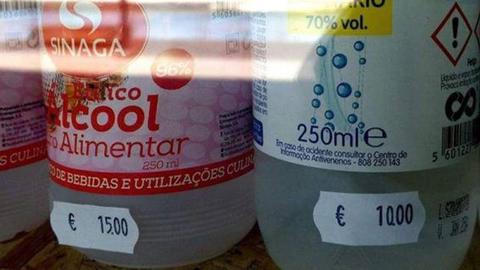 SINAGA
96%
Álcool
Alimentar
250 ml
DE BEBIDAS E UTILIZAÇÕES CULIN
€ 15.00
70% vol.
250ml e
Em caso de acidente consultar o Centro de
Informação Antivenenos - 808 250 143
€ 10.00